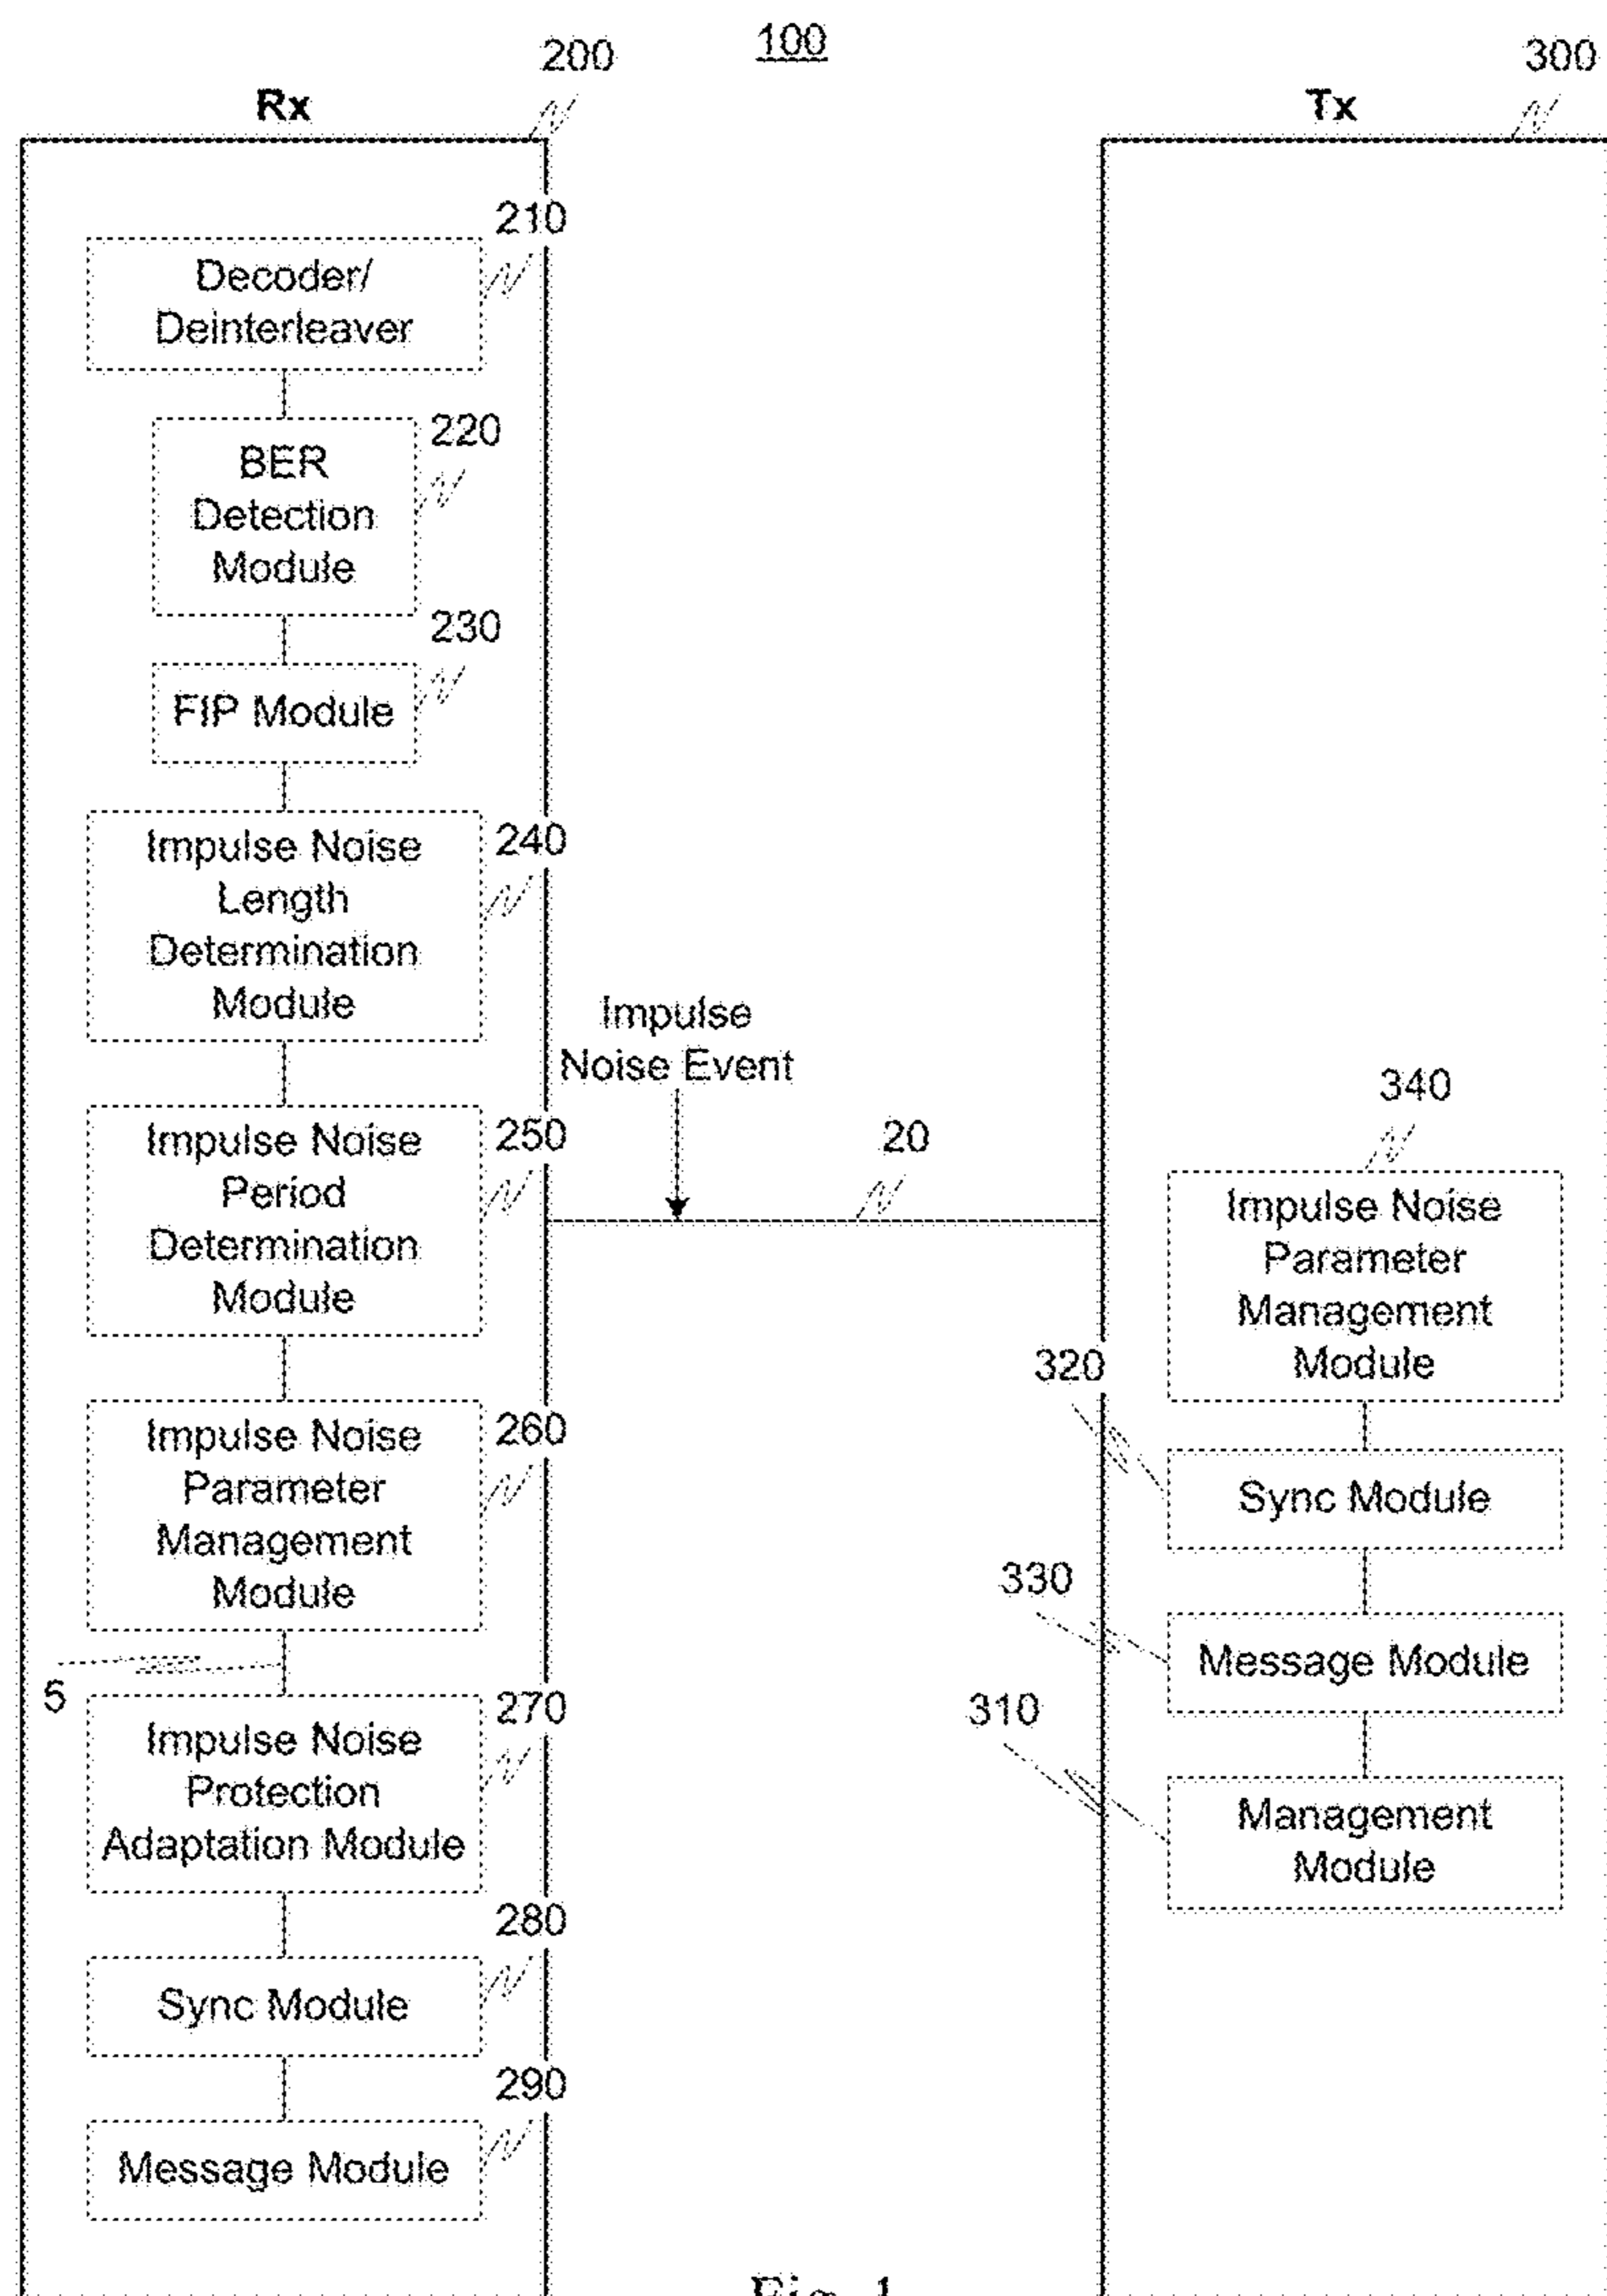 100
200
300
Rx
Tx
210
Decoder/
Deinterleaver
220
BER
Detection
Module
230
FIP Module
240
Impulse Noise
Length
Determination
Module
Impulse
Noise Event
20
250
Impulse Noise
Period
Determination
Module
260
Impulse Noise
Parameter
Management
Module
5
270
Impulse Noise
Protection
Adaptation Module
280
Sync Module
290
Message Module
340
Impulse Noise
Parameter
Management
Module
320
Sync Module
330
Message Module
310
Management
Module
Fig. 1